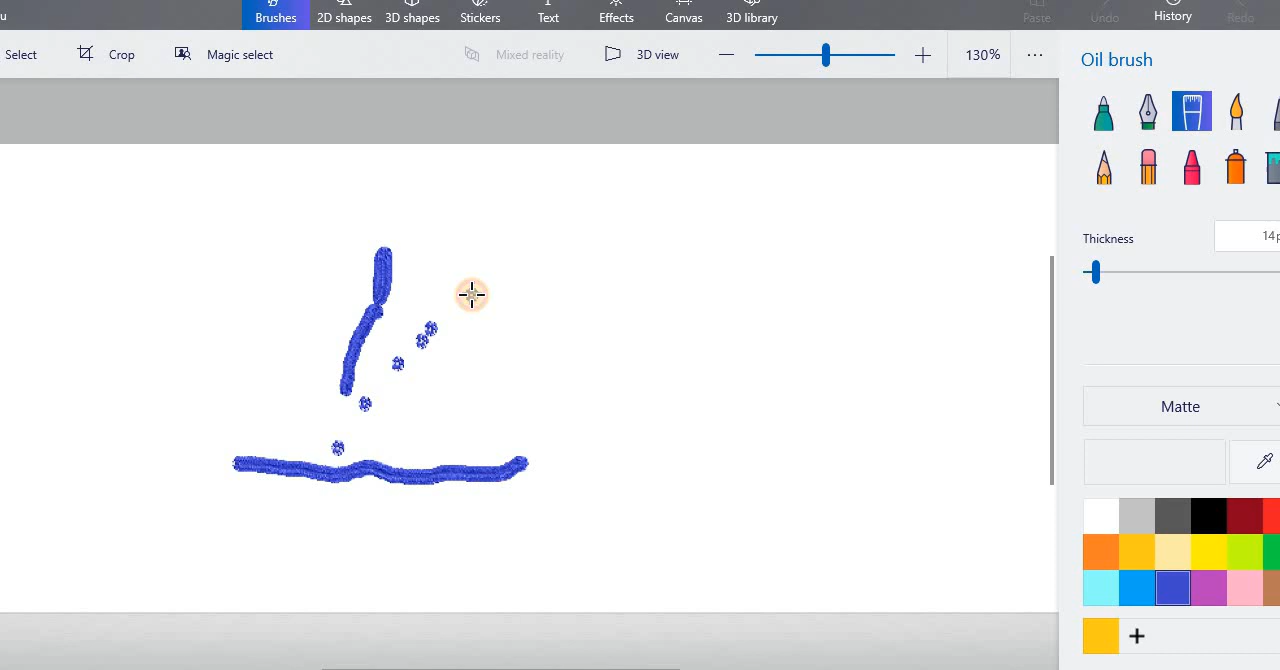 u
Brushes 2D shapes 3D shapes Stickers Text Effects Canvas 3D library Paste Undo History Redo
Select Crop Magic select Mixed reality 3D view 130% ...
Oil brush
Thickness 14p
Matte